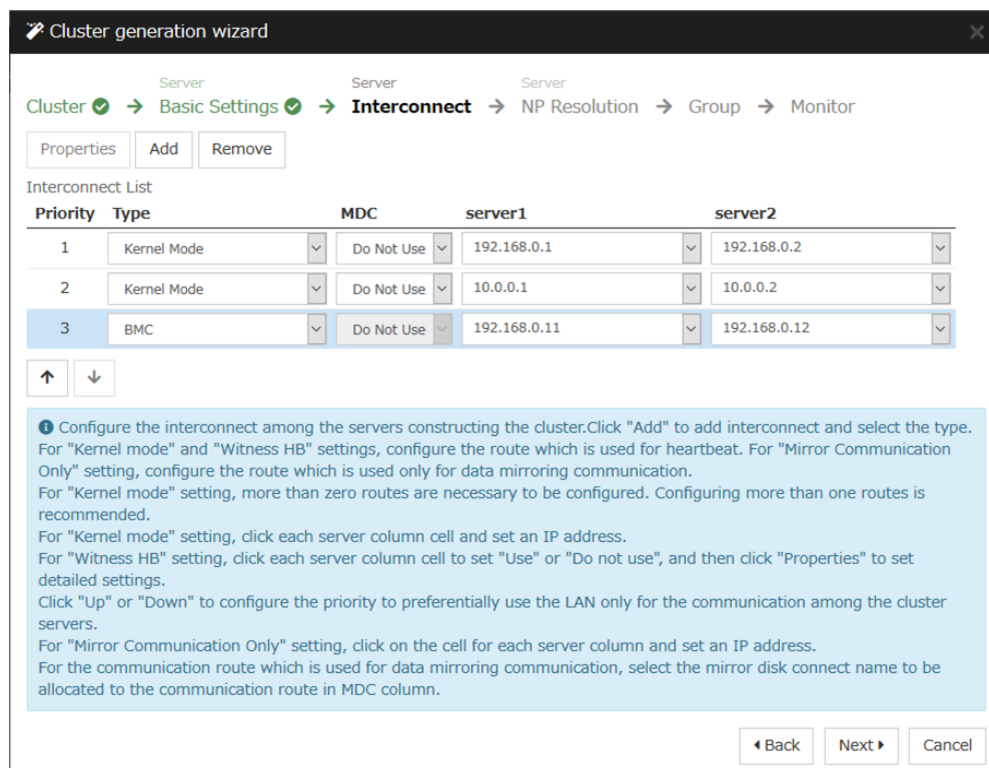 Cluster generation wizard
Server Server Server
Cluster → Basic Settings → Interconnect → NP Resolution → Group → Monitor
Properties Add Remove
Interconnect List
Priority Type MDC server1 server2
1 Kernel Mode Do Not Use 192.168.0.1 192.168.0.2
2 Kernel Mode Do Not Use 10.0.0.1 10.0.0.2
3 BMC Do Not Use 192.168.0.11 192.168.0.12
Configure the interconnect among the servers constructing the cluster.Click "Add" to add interconnect and select the type.
For "Kernel mode" and "Witness HB" settings, configure the route which is used for heartbeat. For "Mirror Communication
Only" setting, configure the route which is used only for data mirroring communication.
For "Kernel mode" setting, more than zero routes are necessary to be configured. Configuring more than one routes is
recommended.
For "Kernel mode" setting, click each server column cell and set an IP address.
For "Witness HB" setting, click each server column cell to set "Use" or "Do not use", and then click "Properties" to set
detailed settings.
Click "Up" or "Down" to configure the priority to preferentially use the LAN only for the communication among the cluster
servers.
For "Mirror Communication Only" setting, click on the cell for each server column and set an IP address.
For the communication route which is used for data mirroring communication, select the mirror disk connect name to be
allocated to the communication route in MDC column.
Back Next Cancel